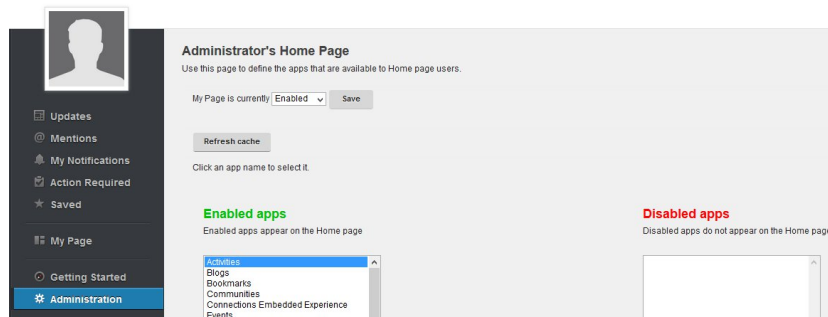 Administrator's Home Page
Use this page to define the apps that are available to Home page users.
My Page is currently Enabled Save
Updates
@ Mentions
Refresh cache
My Notifications
Click an app name to select it.
Action Required
Saved
Enabled apps
Disabled apps
Enabled apps appear on the Home page
Disabled apps do not appear on the Home page
My Page
Activities
Blogs
Getting Started
Bookmarks
Communities
Administration
Connections Embedded Experience
Events